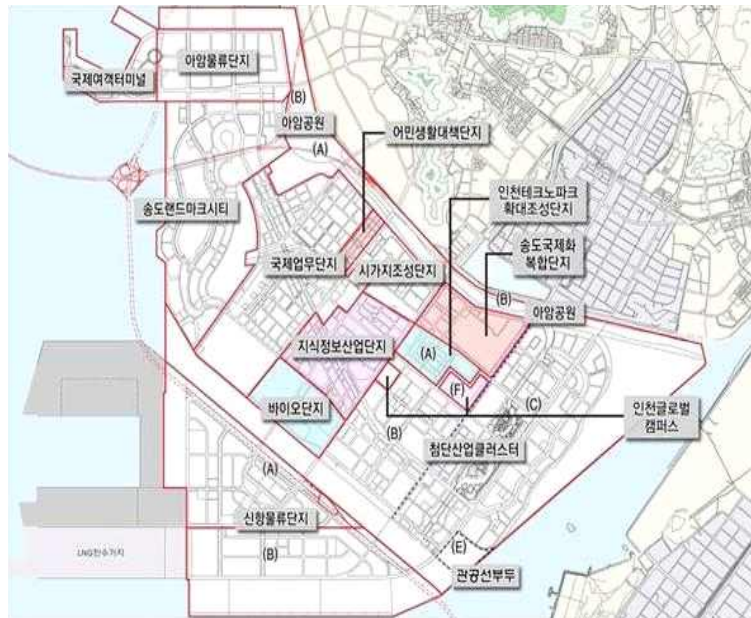 아암물류단지
국제여객터미널
(B)
아암공원
(A)
어민생활대책단지
인천테크노파크
확대조성단지
송도랜드마크시티
송도국제화
복합단지
국제업무단지
시가지조성단지
(B)
아암공원
지식정보산업단지
(A)
(F)
바이오단지
(C)
인천글로벌
캠퍼스
(B)
첨단산업클러스터
(A)
신항물류단지
(E)
LNG인수기지
(B)
관공선부두